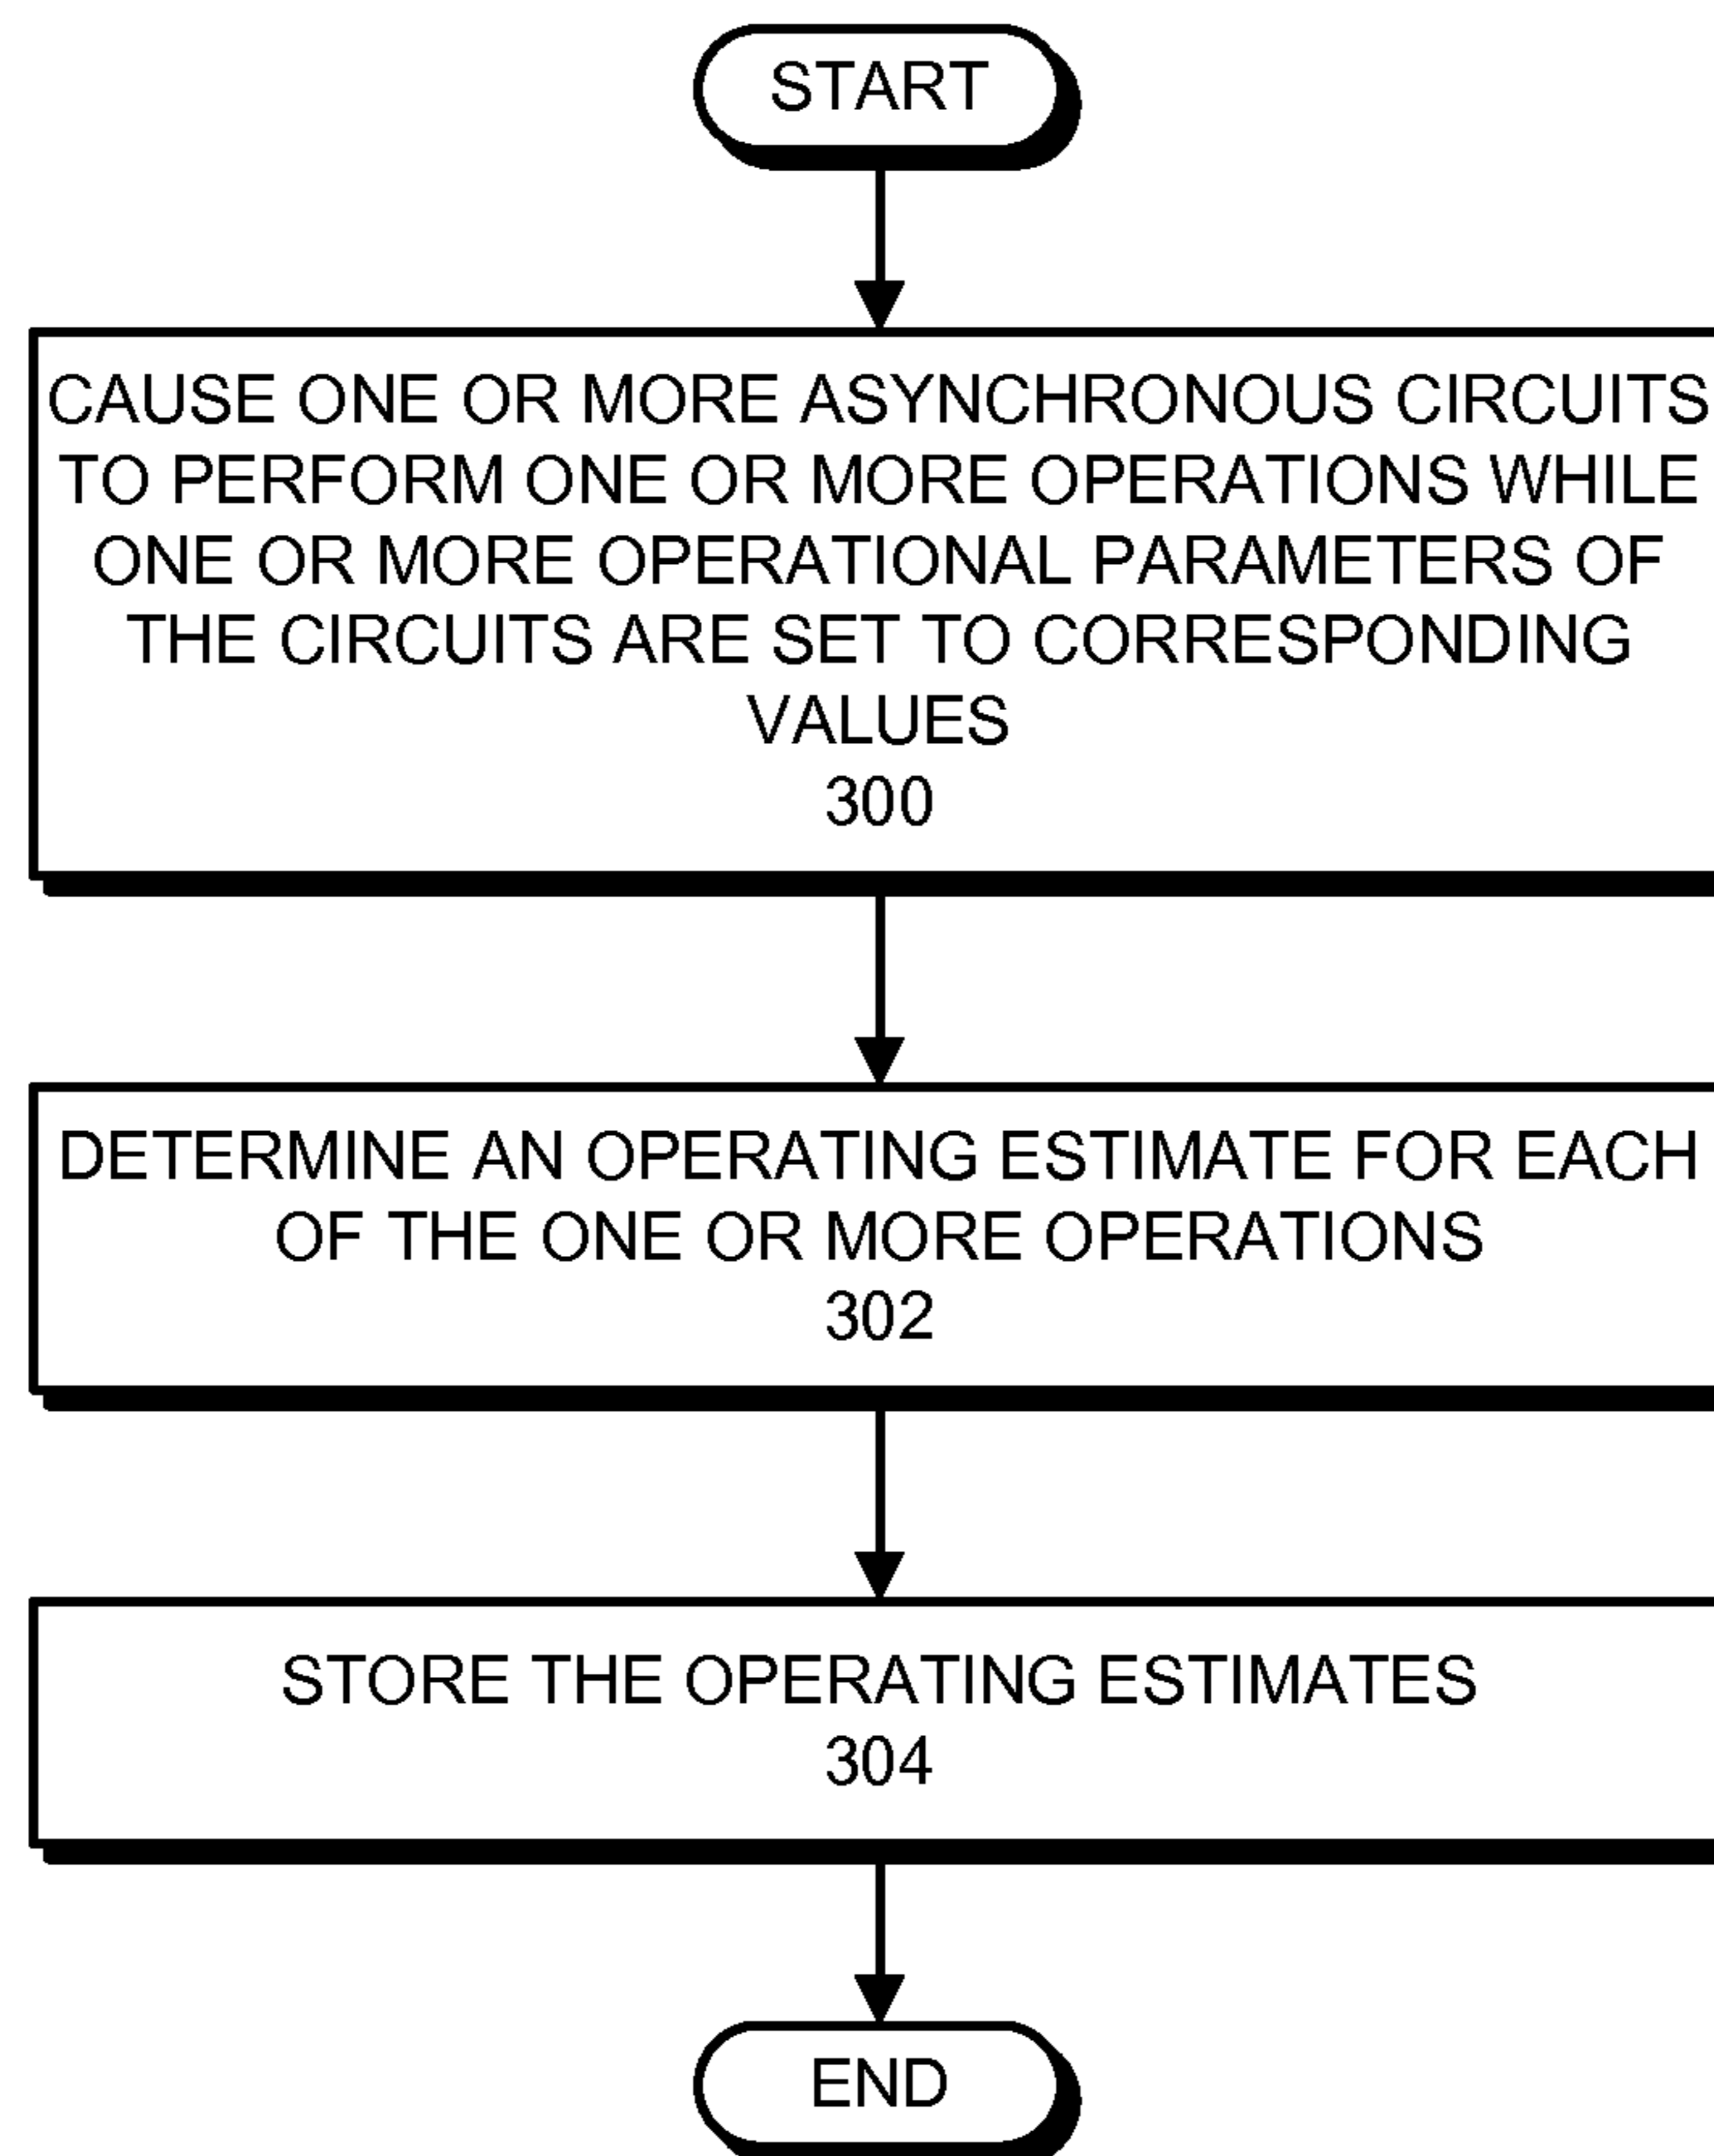 START
CAUSE ONE OR MORE ASYNCHRONOUS CIRCUITS
TO PERFORM ONE OR MORE OPERATIONS WHILE
ONE OR MORE OPERATIONAL PARAMETERS OF
THE CIRCUITS ARE SET TO CORRESPONDING
VALUES
300
DETERMINE AN OPERATING ESTIMATE FOR EACH
OF THE ONE OR MORE OPERATIONS
302
STORE THE OPERATING ESTIMATES
304
END